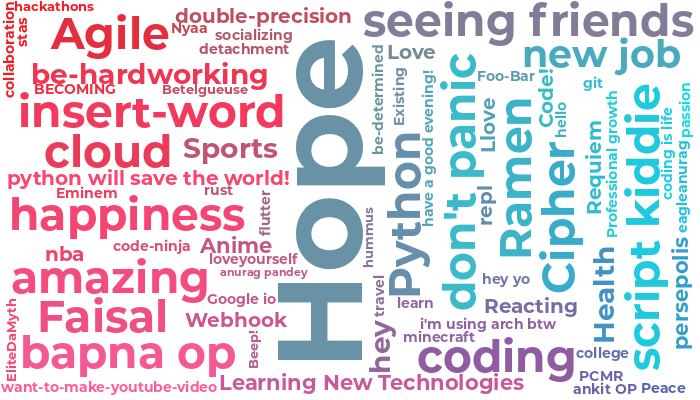 hackathons
collaboration
stas
Agile
Nyaa
double-precision
socializing
detachment
seeing friends
new job
be-hardworking
BECOMING
Betelgueuse
insert-word
cloud
Sports
python will save the world!
Eminem
rust
happiness
flutter
code-ninja
Anime
nba
loveyourself
anurag pandey
amazing
Google io
Faisal
Webhook
EliteDaMyth
bapna op
Beep!
want-to-make-youtube-video
Learning New Technologies
Hope
hummus
travel
hey
be-determined
Love
Existing
Python
have a good evening!
don't panic
Foo-Bar
Llove
repl
Ramen
Code!
hello
Cipher
git
Requiem
Professional growth
script kiddie
coding is life
passion
eagleanurag
persepolis
hey yo
learn
Reacting
Health
i'm using arch btw
minecraft
coding
college
PCMR
ankit OP
Peace